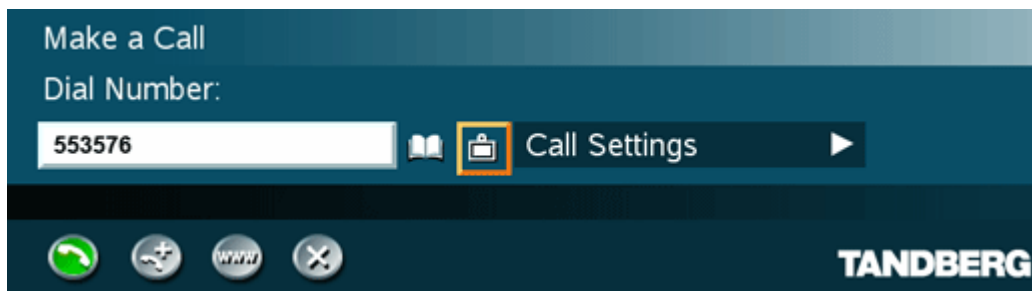 Make a Call
Dial Number:
553576
Call Settings
www
TANDBERG